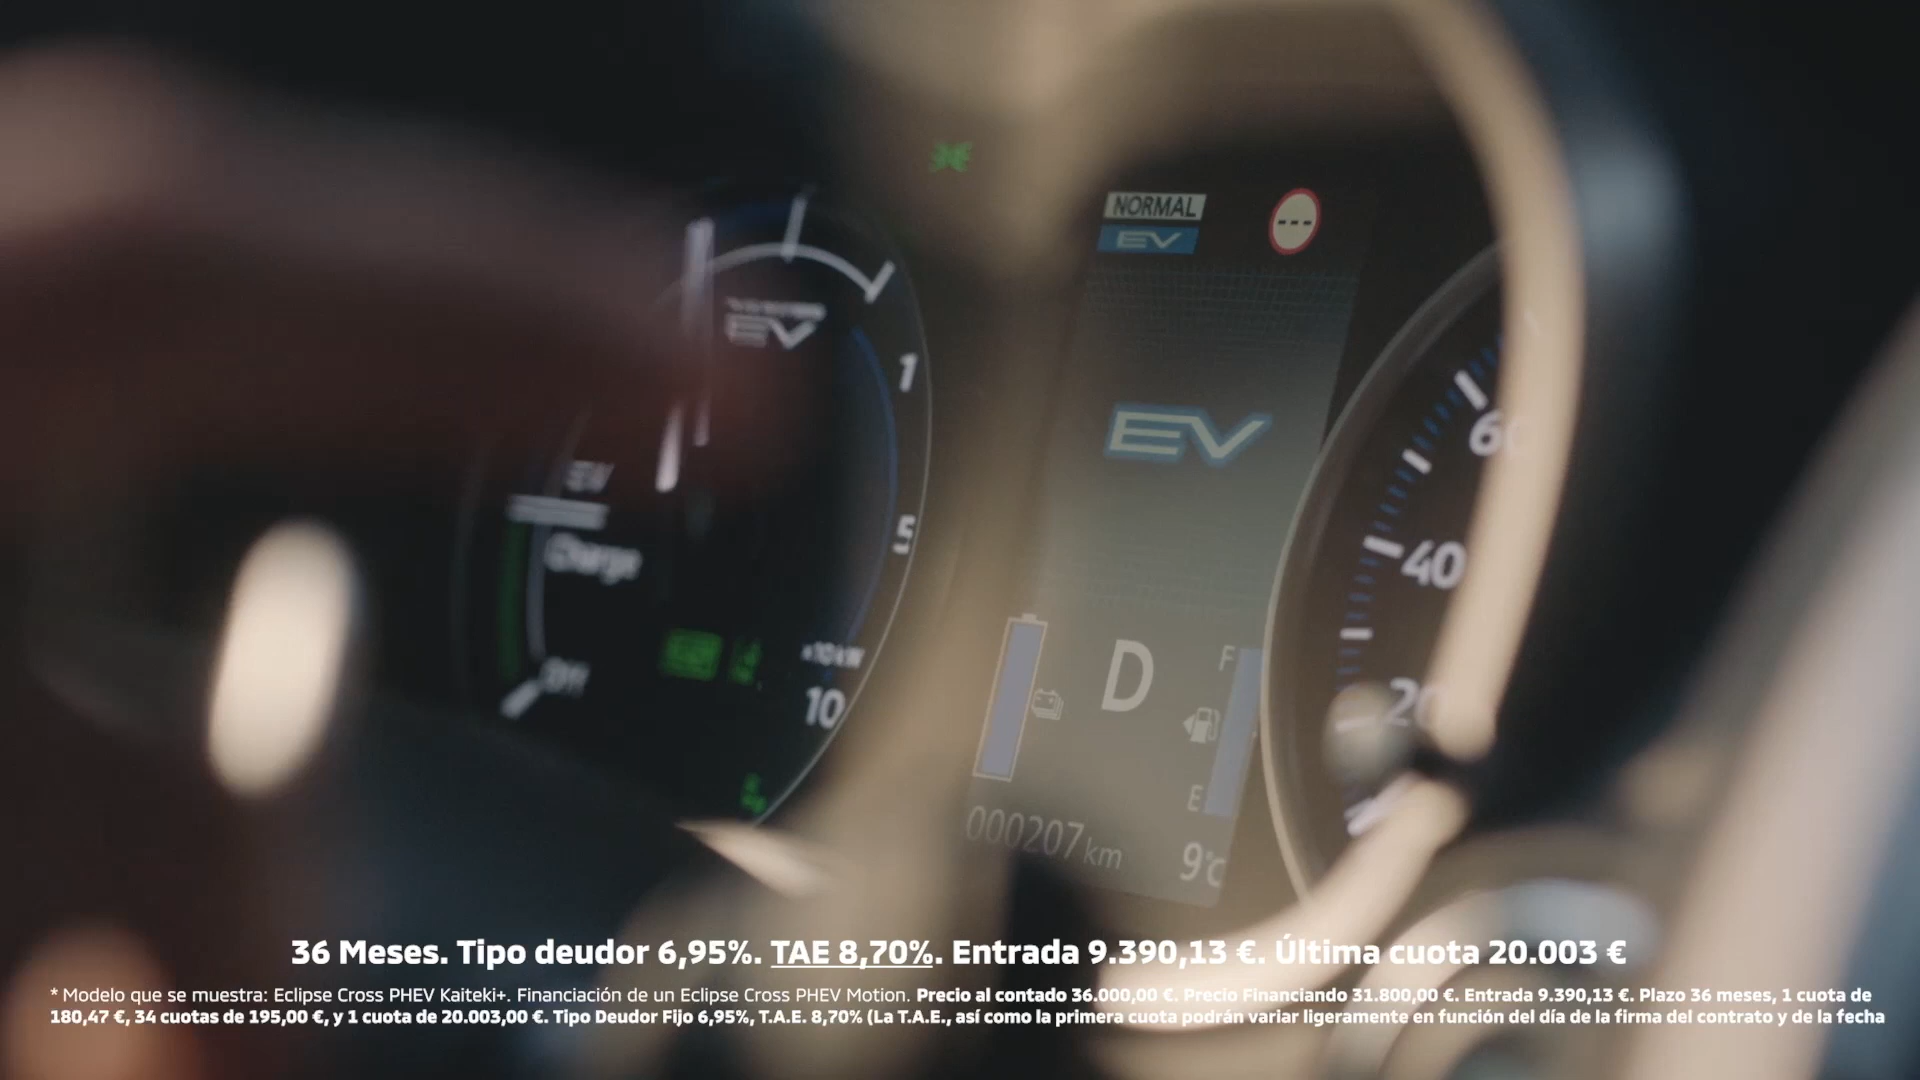 NORMAL
EV
---
EV
1
EV
60
EV
5
Charge
40
D
F
Off
x10kW
10
20
E
000207 km
9°C
36 Meses. Tipo deudor 6,95%. TAE 8,70%. Entrada 9.390,13 €. Última cuota 20.003 €
* Modelo que se muestra: Eclipse Cross PHEV Kaiteki+. Financiación de un Eclipse Cross PHEV Motion. Precio al contado 36.000,00 €. Precio Financiando 31.800,00 €. Entrada 9.390,13 €. Plazo 36 meses, 1 cuota de
180,47 €, 34 cuotas de 195,00 €, y 1 cuota de 20.003,00 €. Tipo Deudor Fijo 6,95%, T.A.E. 8,70% (La T.A.E., así como la primera cuota podrán variar ligeramente en función del día de la firma del contrato y de la fecha